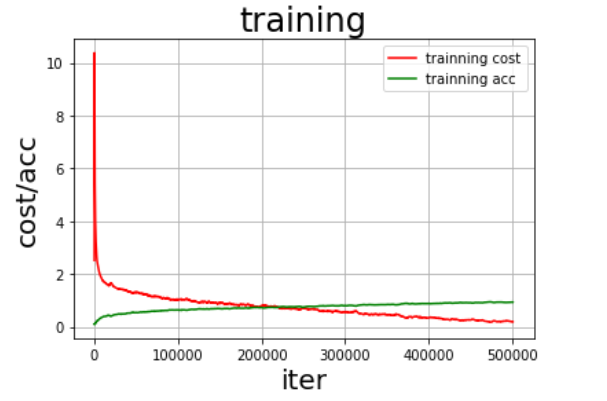 training
trainning cost
trainning acc
cost/acc
10
8
6
4
2
0
0 100000 200000 300000 400000 500000
iter